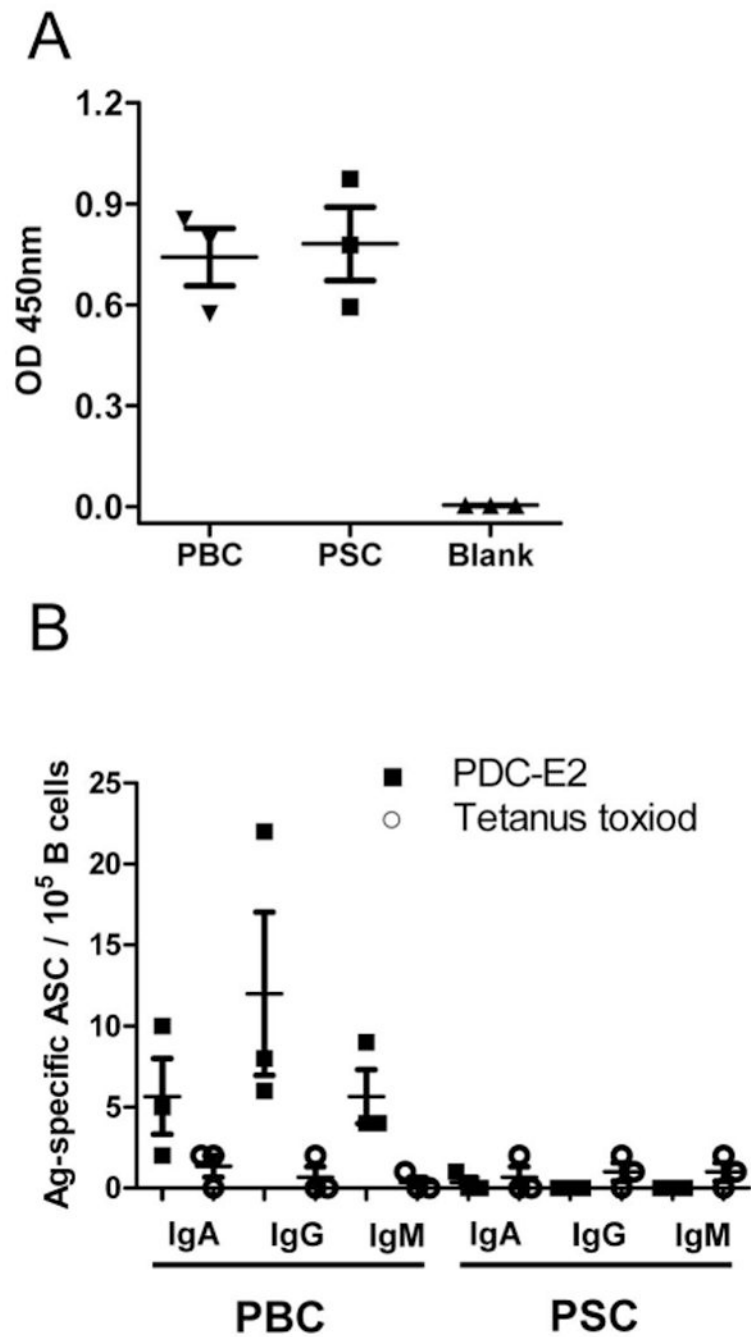 A
OD 450nm
1.2
0.9
0.6
0.3
0.0
PBC PSC Blank
B
Ag-specific ASC / 10⁵ B cells
PDC-E2
Tetanus toxiod
25
20
15
10
5
0
IgA IgG IgM IgA IgG IgM
PBC PSC